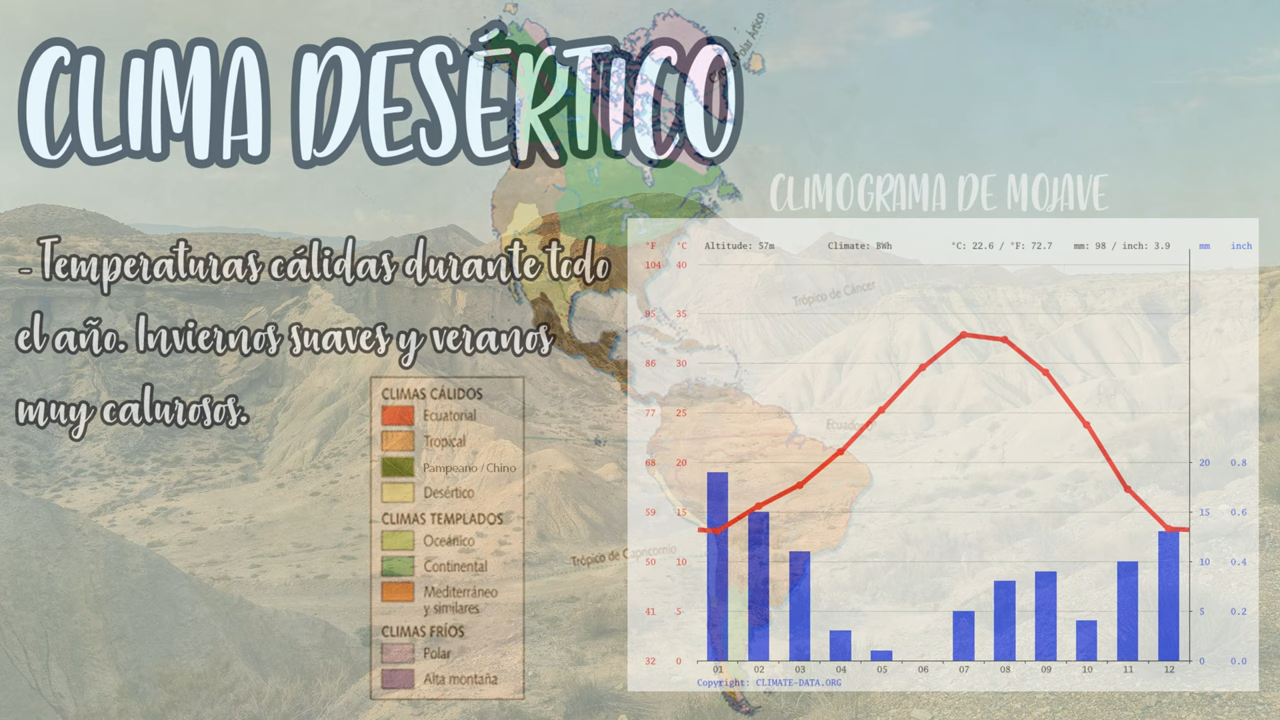 CLIMA DESÉRTICO
CLIMOGRAMA DE MOJAVE
- Temperaturas cálidas durante todo
el año. Inviernos suaves y veranos
muy calurosos.
CLIMAS CÁLIDOS
Ecuatorial
Tropical
Pampeano / Chino
Desértico
CLIMAS TEMPLADOS
Oceánico
Continental
Mediterráneo
y similares
CLIMAS FRÍOS
Polar
Alta montaña
Trópico de Cáncer
Ecuador
Trópico de Capricornio
°F °C Altitude: 57m Climate: BWh °C: 22.6 / °F: 72.7 mm: 98 / inch: 3.9 mm inch
104 40
95 35
86 30
77 25
68 20 20 0.8
59 15 15 0.6
50 10 10 0.4
41 5 5 0.2
32 0 0 0.0
01 02 03 04 05 06 07 08 09 10 11 12
Copyright: CLIMATE-DATA.ORG